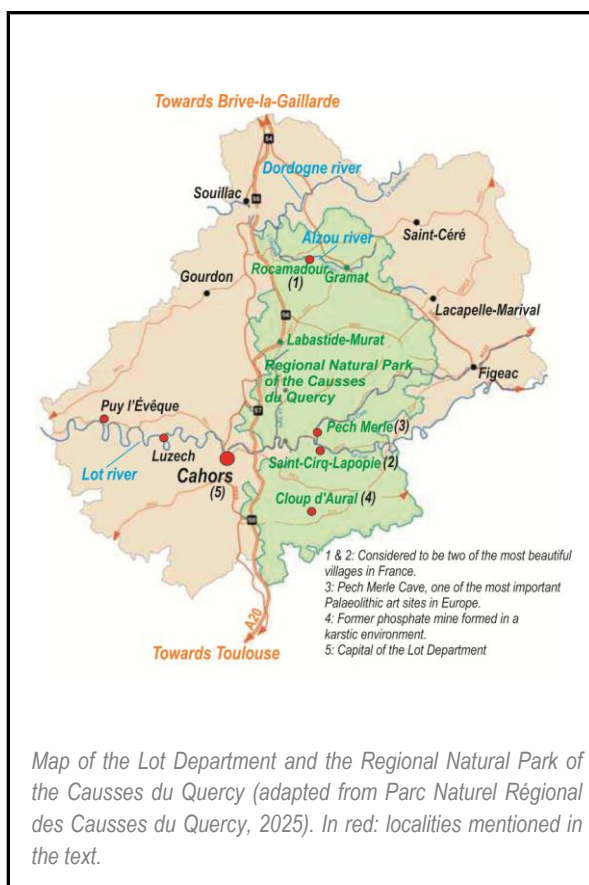 Towards Brive-la-Gaillarde
Dordogne river
Souillac
Alzou river
Saint-Céré
Rocamadour
(1)
Gramat
Gourdon
Lacapelle-Marival
Labastide-Murat
Regional Natural Park
of the Causses
du Quercy
Figeac
Puy l'Évêque
Pech Merle (3)
Luzech
Saint-Cirq-Lapopie
(2)
Lot river
Cahors
(5)
Cloup d'Aural (4)
1 & 2: Considered to be two of the most beautiful
villages in France.
3: Pech Merle Cave, one of the most important
Palaeolithic art sites in Europe.
4: Former phosphate mine formed in a
karstic environment.
5: Capital of the Lot Department
A20
Towards Toulouse
Map of the Lot Department and the Regional Natural Park of
the Causses du Quercy (adapted from Parc Naturel Régional
des Causses du Quercy, 2025). In red: localities mentioned in
the text.